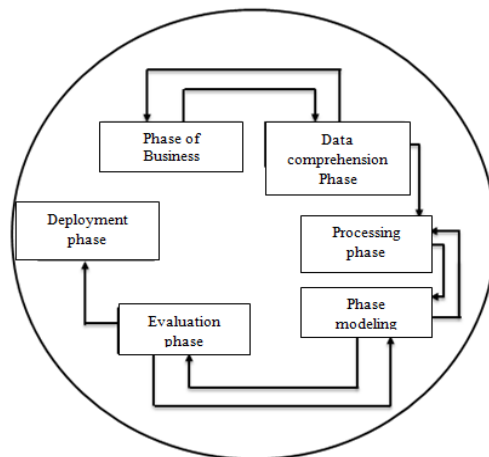 Phase of
Business
Data
comprehension
Phase
Deployment
phase
Processing
phase
Phase
modeling
Evaluation
phase